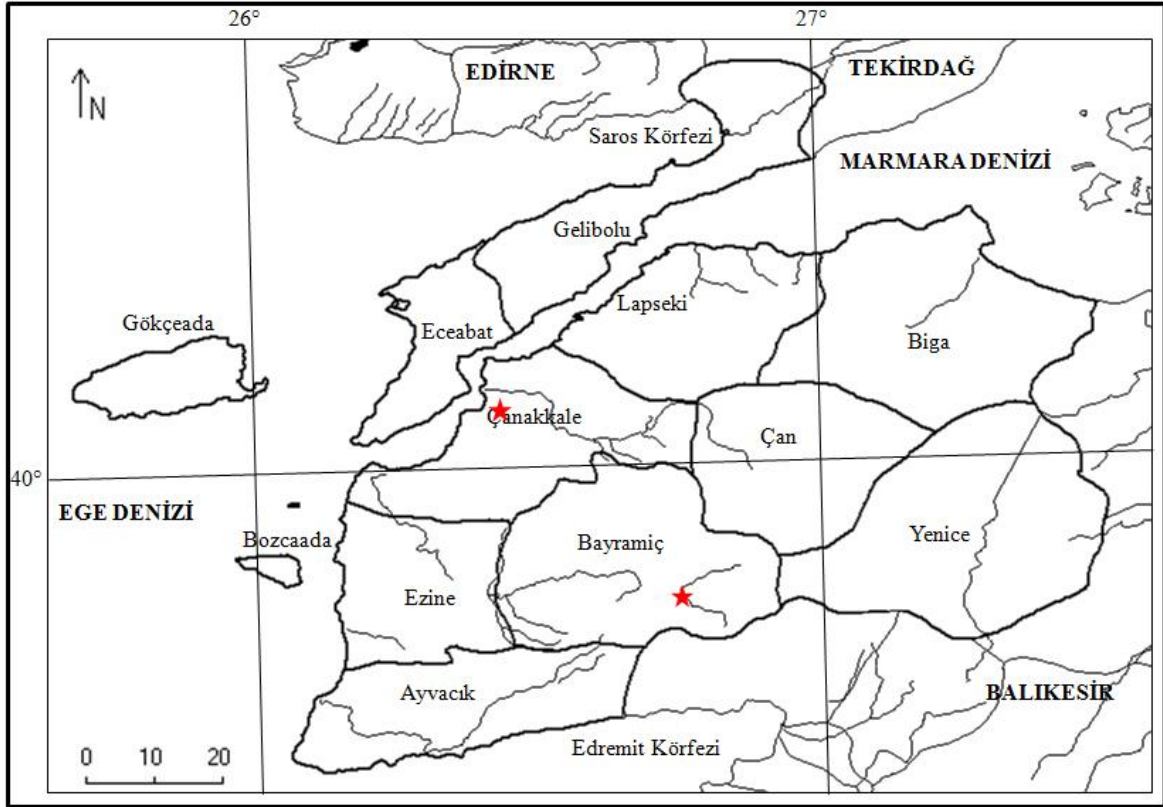 26°
27°
N
EDİRNE
TEKİRDAĞ
Saros Körfezi
MARMARA DENİZİ
Gelibolu
Lapseki
Gökçeada
Eceabat
Biga
Çanakkale
Çan
40°
EGE DENİZİ
Bozcaada
Bayramiç
Yenice
Ezine
Ayvacık
BALIKESİR
Edremit Körfezi
0 10 20